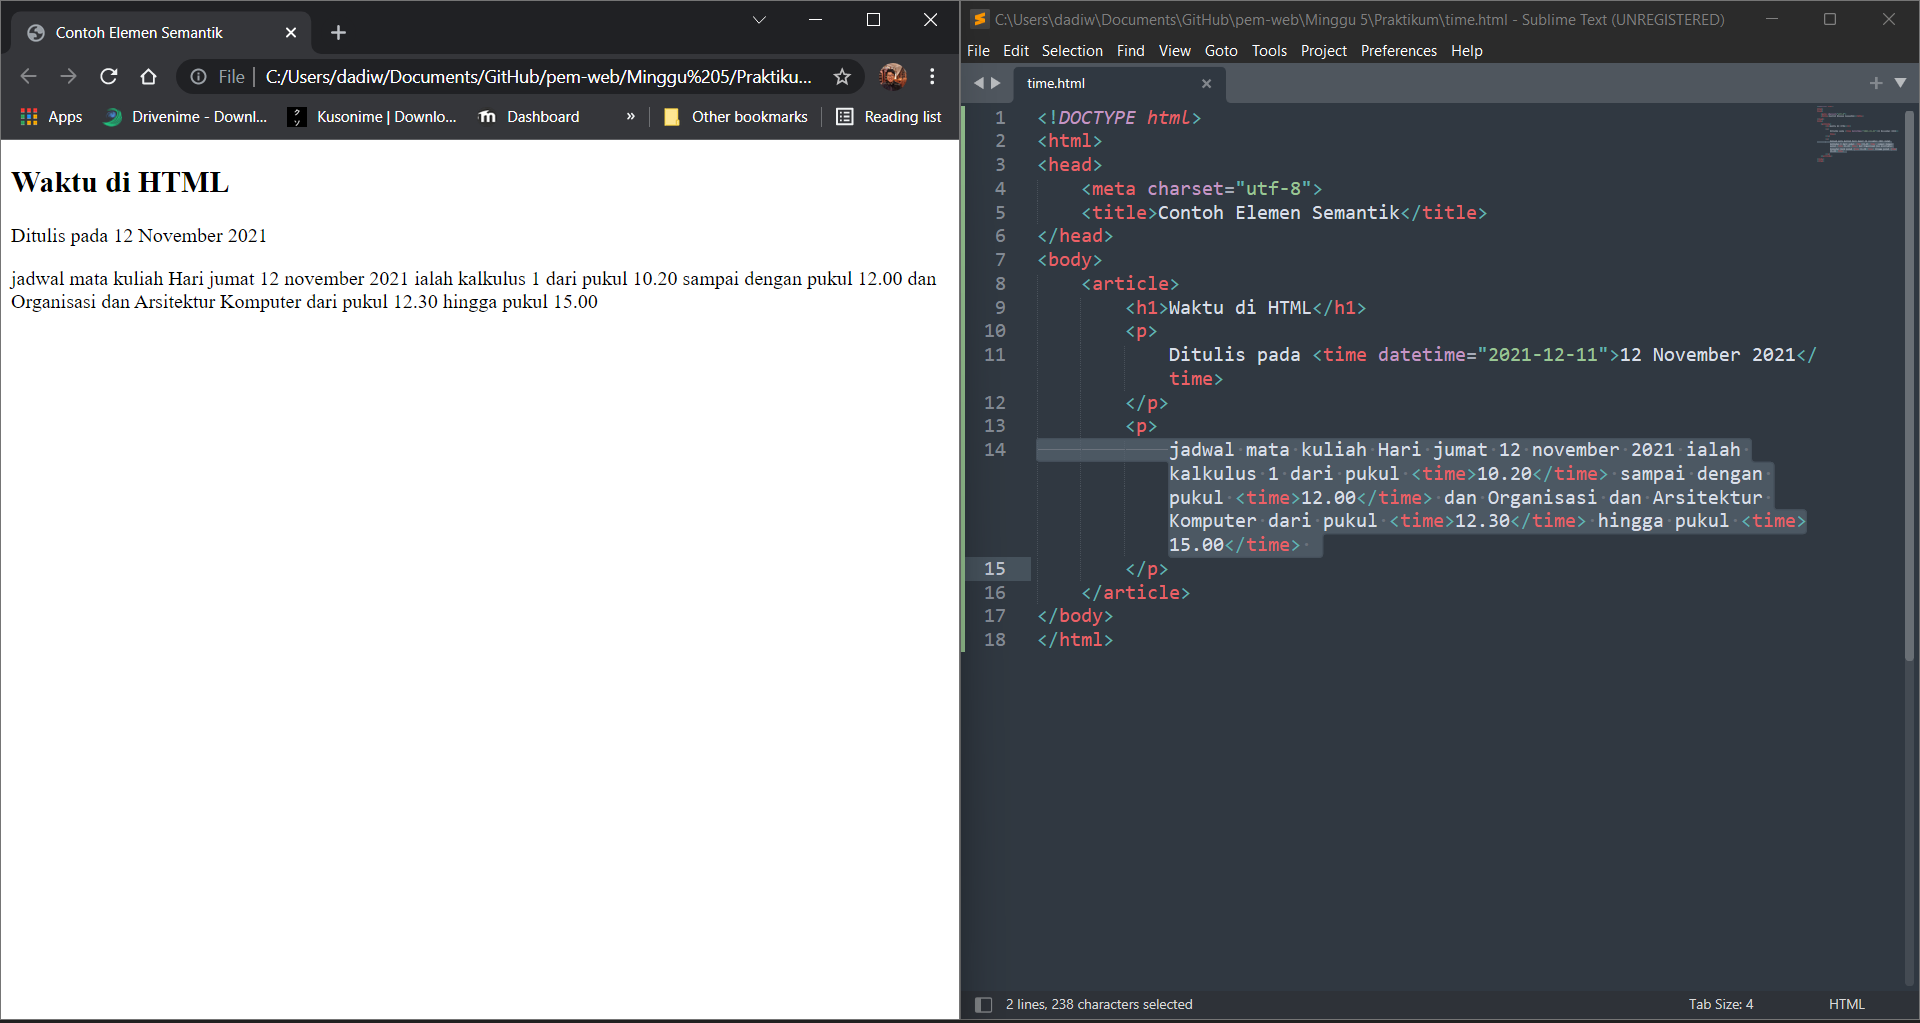 Contoh Elemen Semantik
File C:/Users/dadiw/Documents/GitHub/pem-web/Minggu%205/Praktiku...
Apps Drivenime - Downl... Kusonime | Downlo... Dashboard » Other bookmarks Reading list
Waktu di HTML
Ditulis pada 12 November 2021
jadwal mata kuliah Hari jumat 12 november 2021 ialah kalkulus 1 dari pukul 10.20 sampai dengan pukul 12.00 dan
Organisasi dan Arsitektur Komputer dari pukul 12.30 hingga pukul 15.00
C:\Users\dadiw\Documents\GitHub\pem-web\Minggu 5\Praktikum\time.html - Sublime Text (UNREGISTERED)
File Edit Selection Find View Goto Tools Project Preferences Help
time.html
1 <!DOCTYPE html>
2 <html>
3 <head>
4 <meta charset="utf-8">
5 <title>Contoh Elemen Semantik</title>
6 </head>
7 <body>
8 <article>
9 <h1>Waktu di HTML</h1>
10 <p>
11 Ditulis pada <time datetime="2021-12-11">12 November 2021</
time>
12 </p>
13 <p>
14 jadwal mata kuliah Hari jumat 12 november 2021 ialah
kalkulus 1 dari pukul <time>10.20</time> sampai dengan
pukul <time>12.00</time> dan Organisasi dan Arsitektur
Komputer dari pukul <time>12.30</time> hingga pukul <time>
15.00</time>
15 </p>
16 </article>
17 </body>
18 </html>
2 lines, 238 characters selected Tab Size: 4 HTML